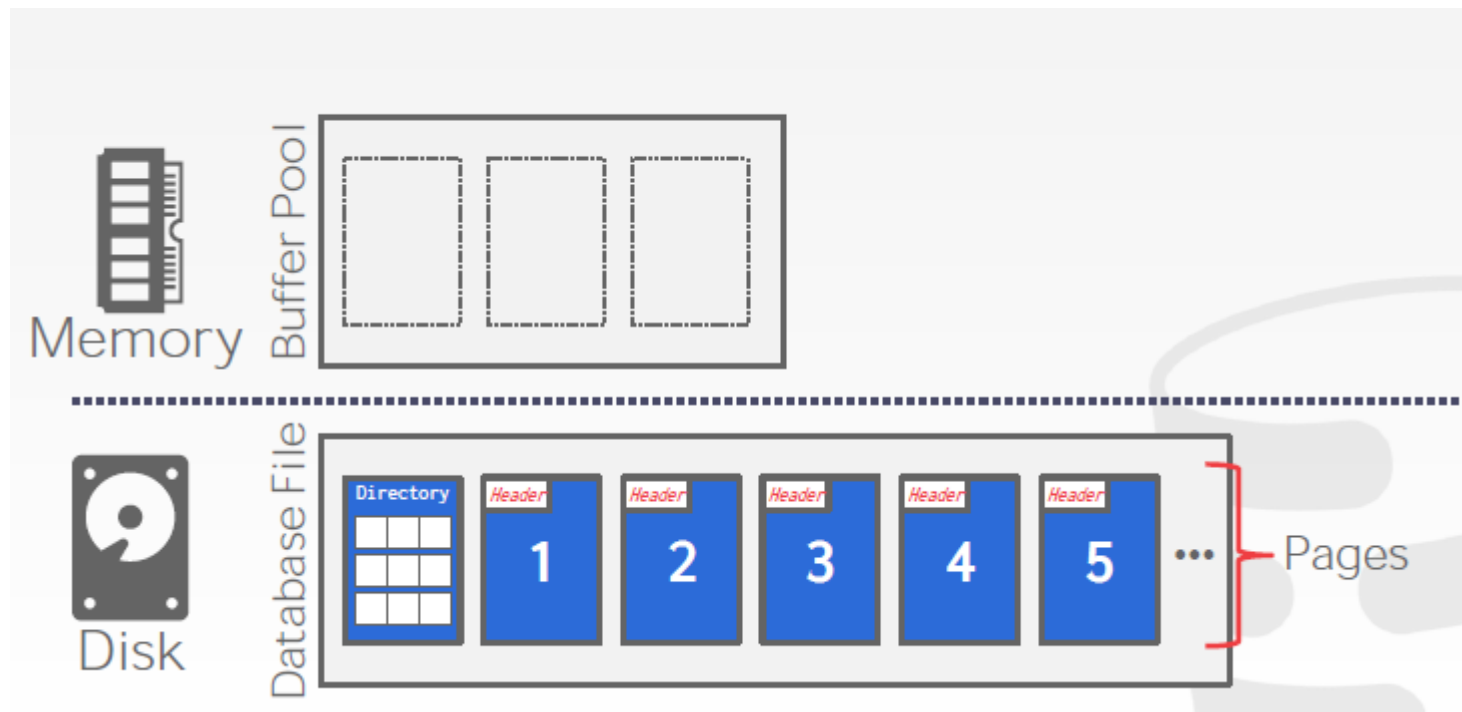 Buffer Pool
Memory
Database File
Directory
Header
Header
Header
Header
Header
1
2
3
4
5
•••
Pages
Disk